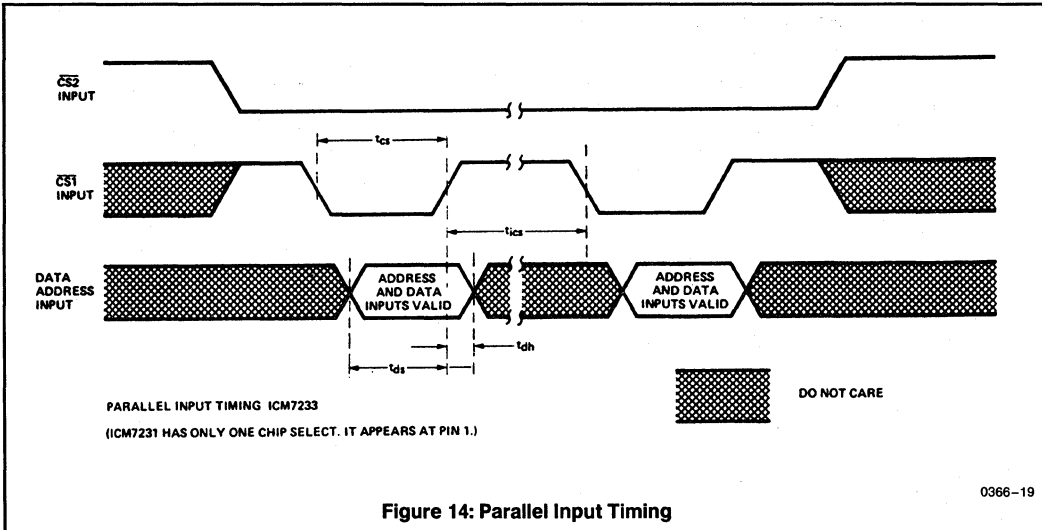 CS2
INPUT
tcs
CS1
INPUT
tics
DATA
ADDRESS
INPUT
ADDRESS
AND DATA
INPUTS VALID
ADDRESS
AND DATA
INPUTS VALID
tdh
tds
DO NOT CARE
PARALLEL INPUT TIMING ICM7233
(ICM7231 HAS ONLY ONE CHIP SELECT. IT APPEARS AT PIN 1.)
0366–19
Figure 14: Parallel Input Timing